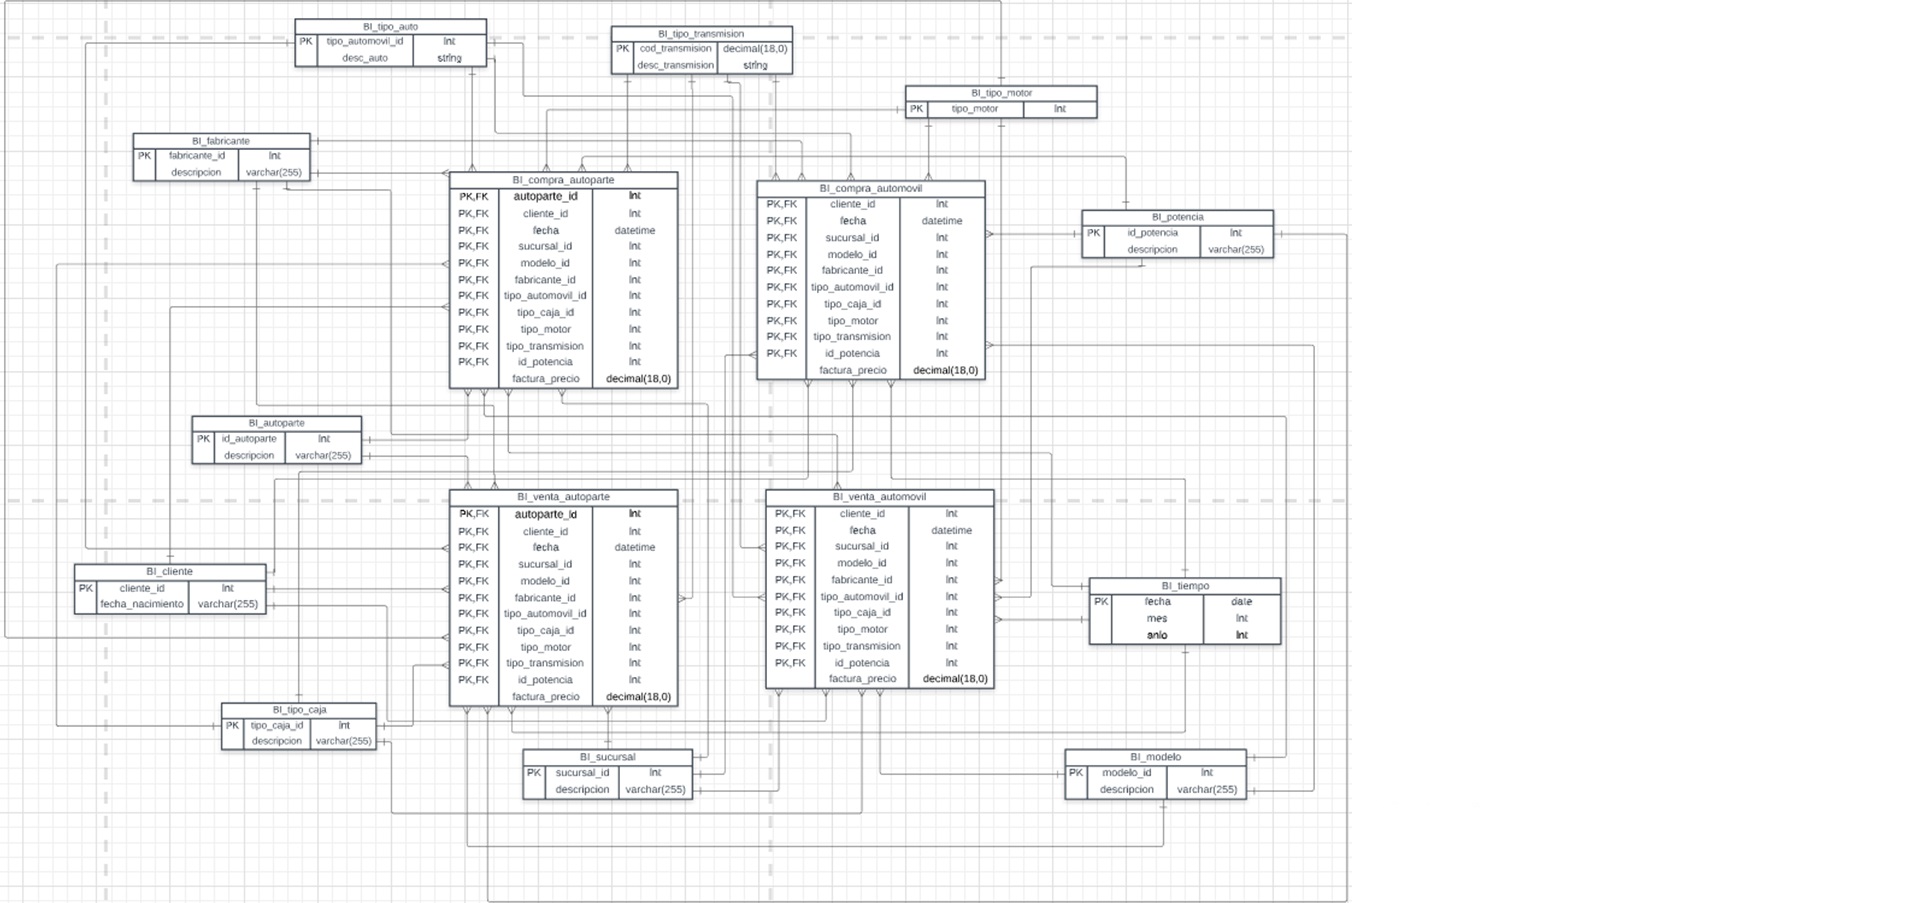 BI_tipo_auto
PK tipo_automovil_id Int
desc_auto string
BI_tipo_transmision
PK cod_transmision decimal(18,0)
desc_transmision string
BI_tipo_motor
PK tipo_motor Int
BI_fabricante
PK fabricante_id Int
descripcion varchar(255)
BI_compra_autoparte
PK,FK autoparte_id Int
PK,FK cliente_id Int
PK,FK fecha datetime
PK,FK sucursal_id Int
PK,FK modelo_id Int
PK,FK fabricante_id Int
PK,FK tipo_automovil_id Int
PK,FK tipo_caja_id Int
PK,FK tipo_motor Int
PK,FK tipo_transmision Int
PK,FK id_potencia Int
factura_precio decimal(18,0)
BI_compra_automovil
PK,FK cliente_id Int
PK,FK fecha datetime
PK,FK sucursal_id Int
PK,FK modelo_id Int
PK,FK fabricante_id Int
PK,FK tipo_automovil_id Int
PK,FK tipo_caja_id Int
PK,FK tipo_motor Int
PK,FK tipo_transmision Int
PK,FK id_potencia Int
factura_precio decimal(18,0)
BI_potencia
PK id_potencia Int
descripcion varchar(255)
BI_autoparte
PK id_autoparte Int
descripcion varchar(255)
BI_venta_autoparte
PK,FK autoparte_id Int
PK,FK cliente_id Int
PK,FK fecha datetime
PK,FK sucursal_id Int
PK,FK modelo_id Int
PK,FK fabricante_id Int
PK,FK tipo_automovil_id Int
PK,FK tipo_caja_id Int
PK,FK tipo_motor Int
PK,FK tipo_transmision Int
PK,FK id_potencia Int
factura_precio decimal(18,0)
BI_venta_automovil
PK,FK cliente_id Int
PK,FK fecha datetime
PK,FK sucursal_id Int
PK,FK modelo_id Int
PK,FK fabricante_id Int
PK,FK tipo_automovil_id Int
PK,FK tipo_caja_id Int
PK,FK tipo_motor Int
PK,FK tipo_transmision Int
PK,FK id_potencia Int
factura_precio decimal(18,0)
BI_cliente
PK cliente_id Int
fecha_nacimiento varchar(255)
BI_tiempo
PK fecha date
mes Int
anio Int
BI_tipo_caja
PK tipo_caja_id Int
descripcion varchar(255)
BI_sucursal
PK sucursal_id Int
descripcion varchar(255)
BI_modelo
PK modelo_id Int
descripcion varchar(255)